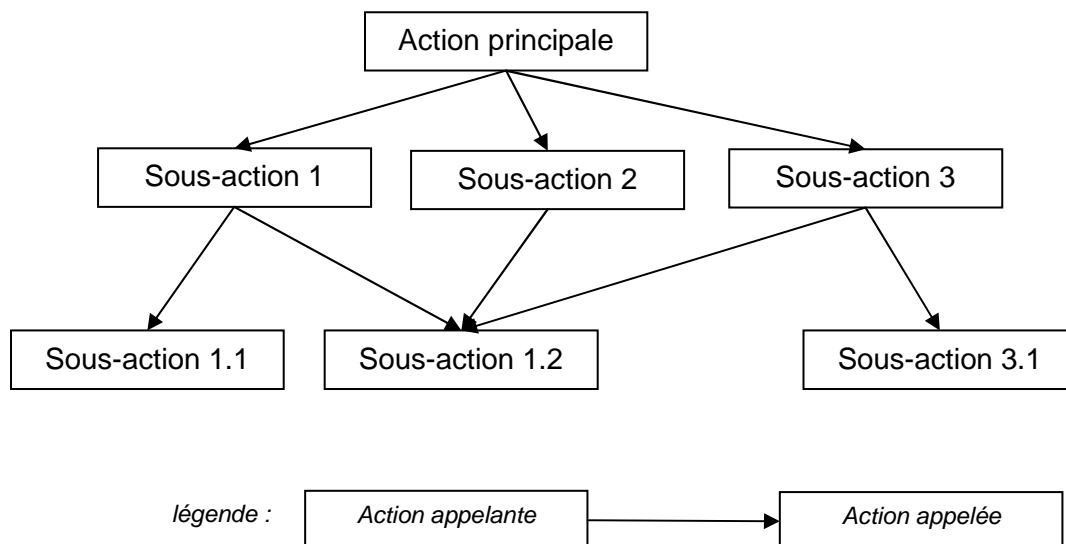 Action principale
Sous-action 1
Sous-action 2
Sous-action 3
Sous-action 1.1
Sous-action 1.2
Sous-action 3.1
légende :
Action appelante
Action appelée